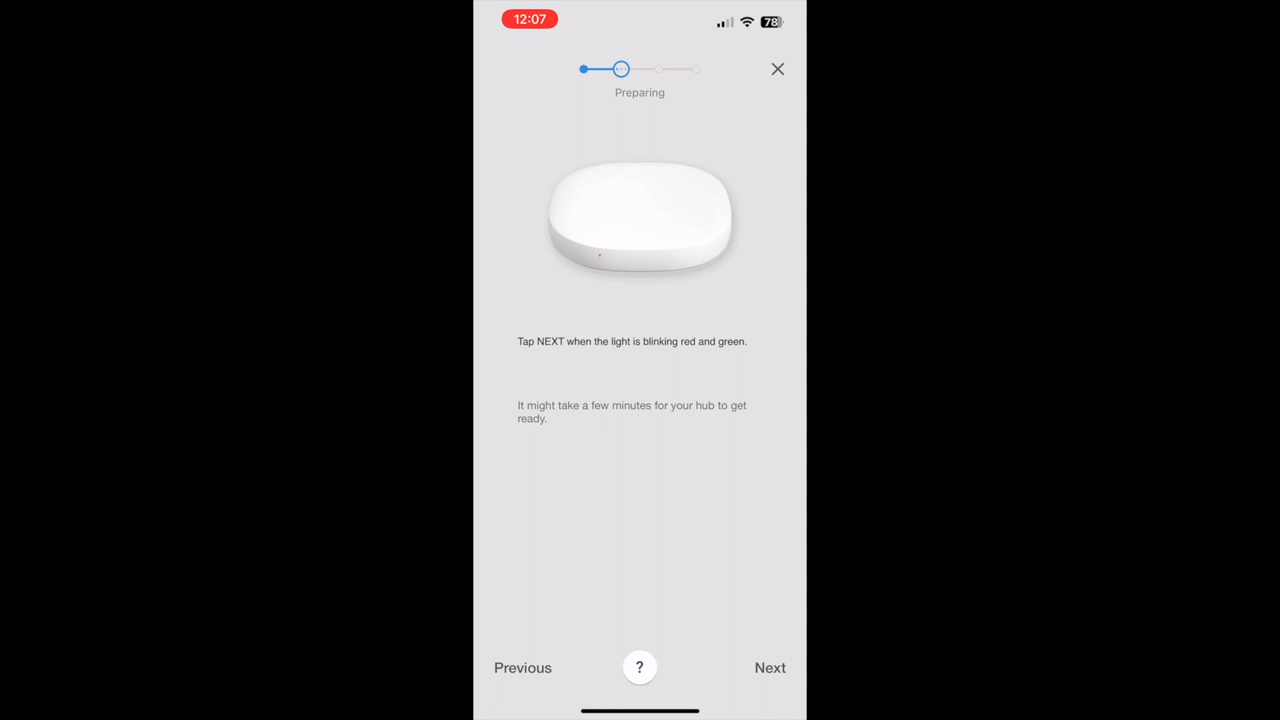 12:07
78
Preparing
Tap NEXT when the light is blinking red and green.
It might take a few minutes for your hub to get
ready.
Previous
?
Next